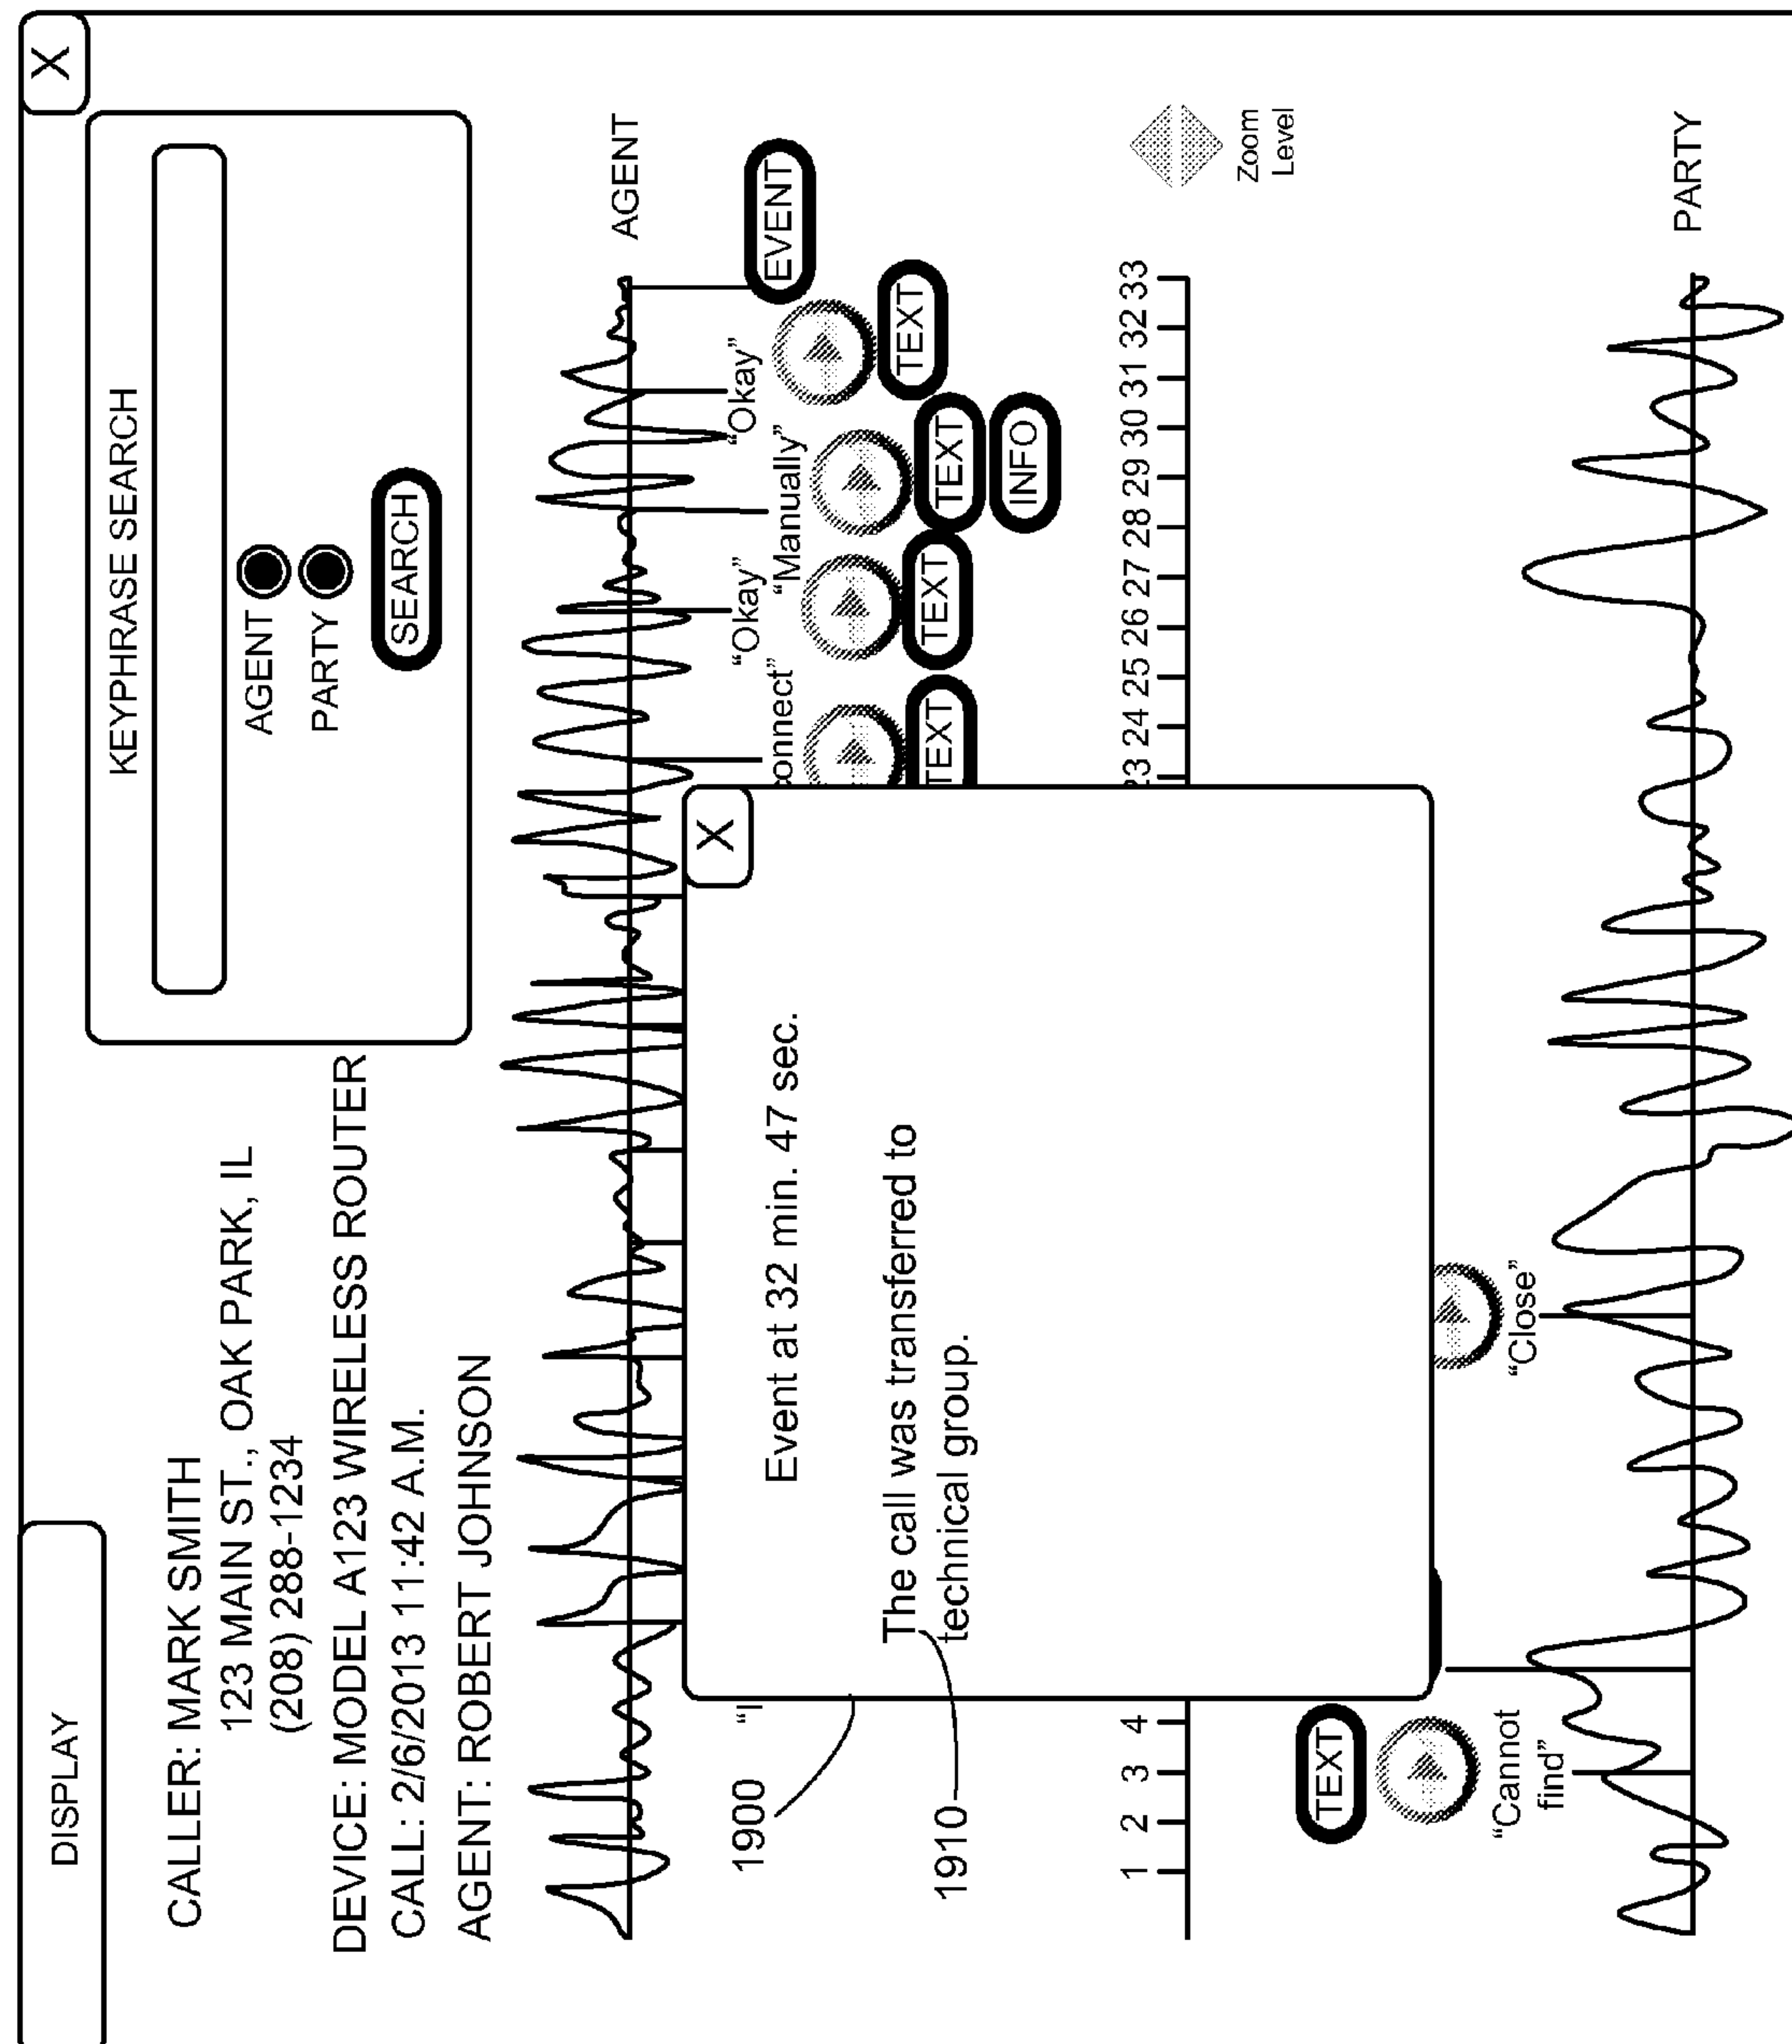 DISPLAY
X
CALLER: MARK SMITH
123 MAIN ST., OAK PARK, IL
(208) 288-1234
DEVICE: MODEL A123 WIRELESS ROUTER
CALL: 2/6/2013 11:42 A.M.
AGENT: ROBERT JOHNSON
KEYPHRASE SEARCH
AGENT
PARTY
SEARCH
AGENT
1900
“I
onnect”
“Okay”
“Manually”
“Okay”
EVENT
TEXT
TEXT
TEXT
TEXT
INFO
X
Event at 32 min. 47 sec.
The call was transferred to
technical group.
1910
1 2 3 4 23 24 25 26 27 28 29 30 31 32 33
Zoom
Level
TEXT
“Cannot
find”
“Close”
PARTY